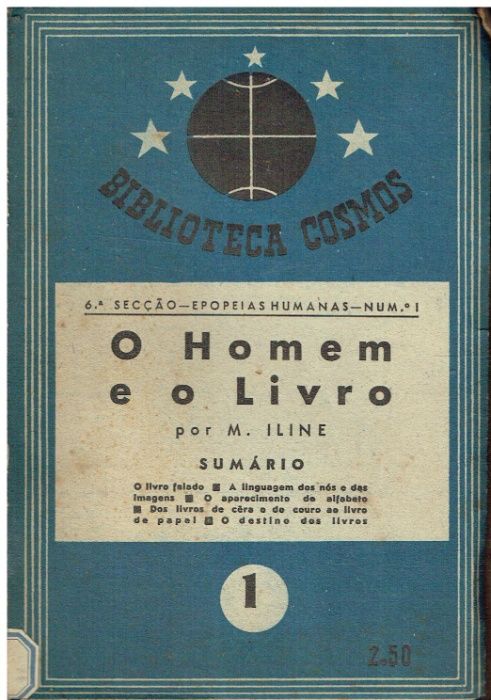 BIBLIOTECA COSMOS
6.ª SECÇÃO—EPOPEIAS HUMANAS—NUM.º 1
O Homem
e o Livro
por M. ILINE
SUMÁRIO
O livro falado ■ A linguagem dos nós e das
imagens ■ O aparecimento do alfabeto
■ Dos livros de cêra e de couro ao livro
de papel ■ O destino dos livros
1
2.50